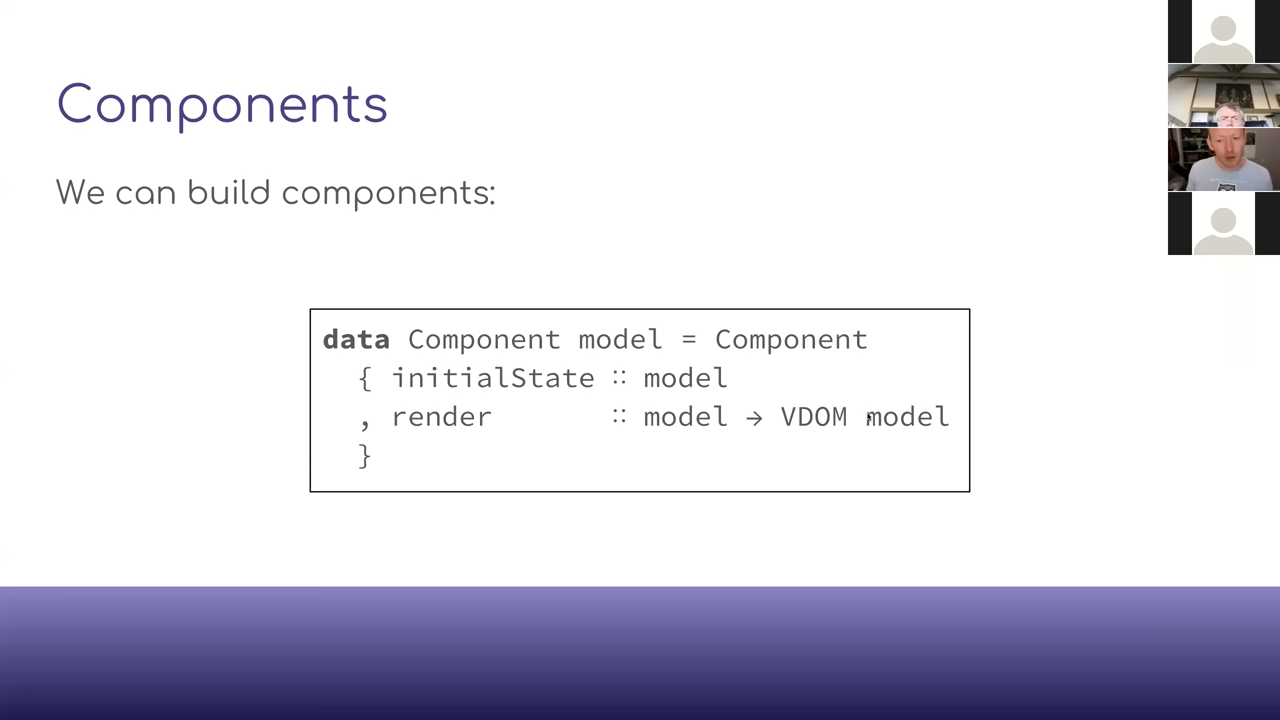 Components
We can build components:
data Component model = Component
{ initialState ∷ model
, render ∷ model → VDOM model
}